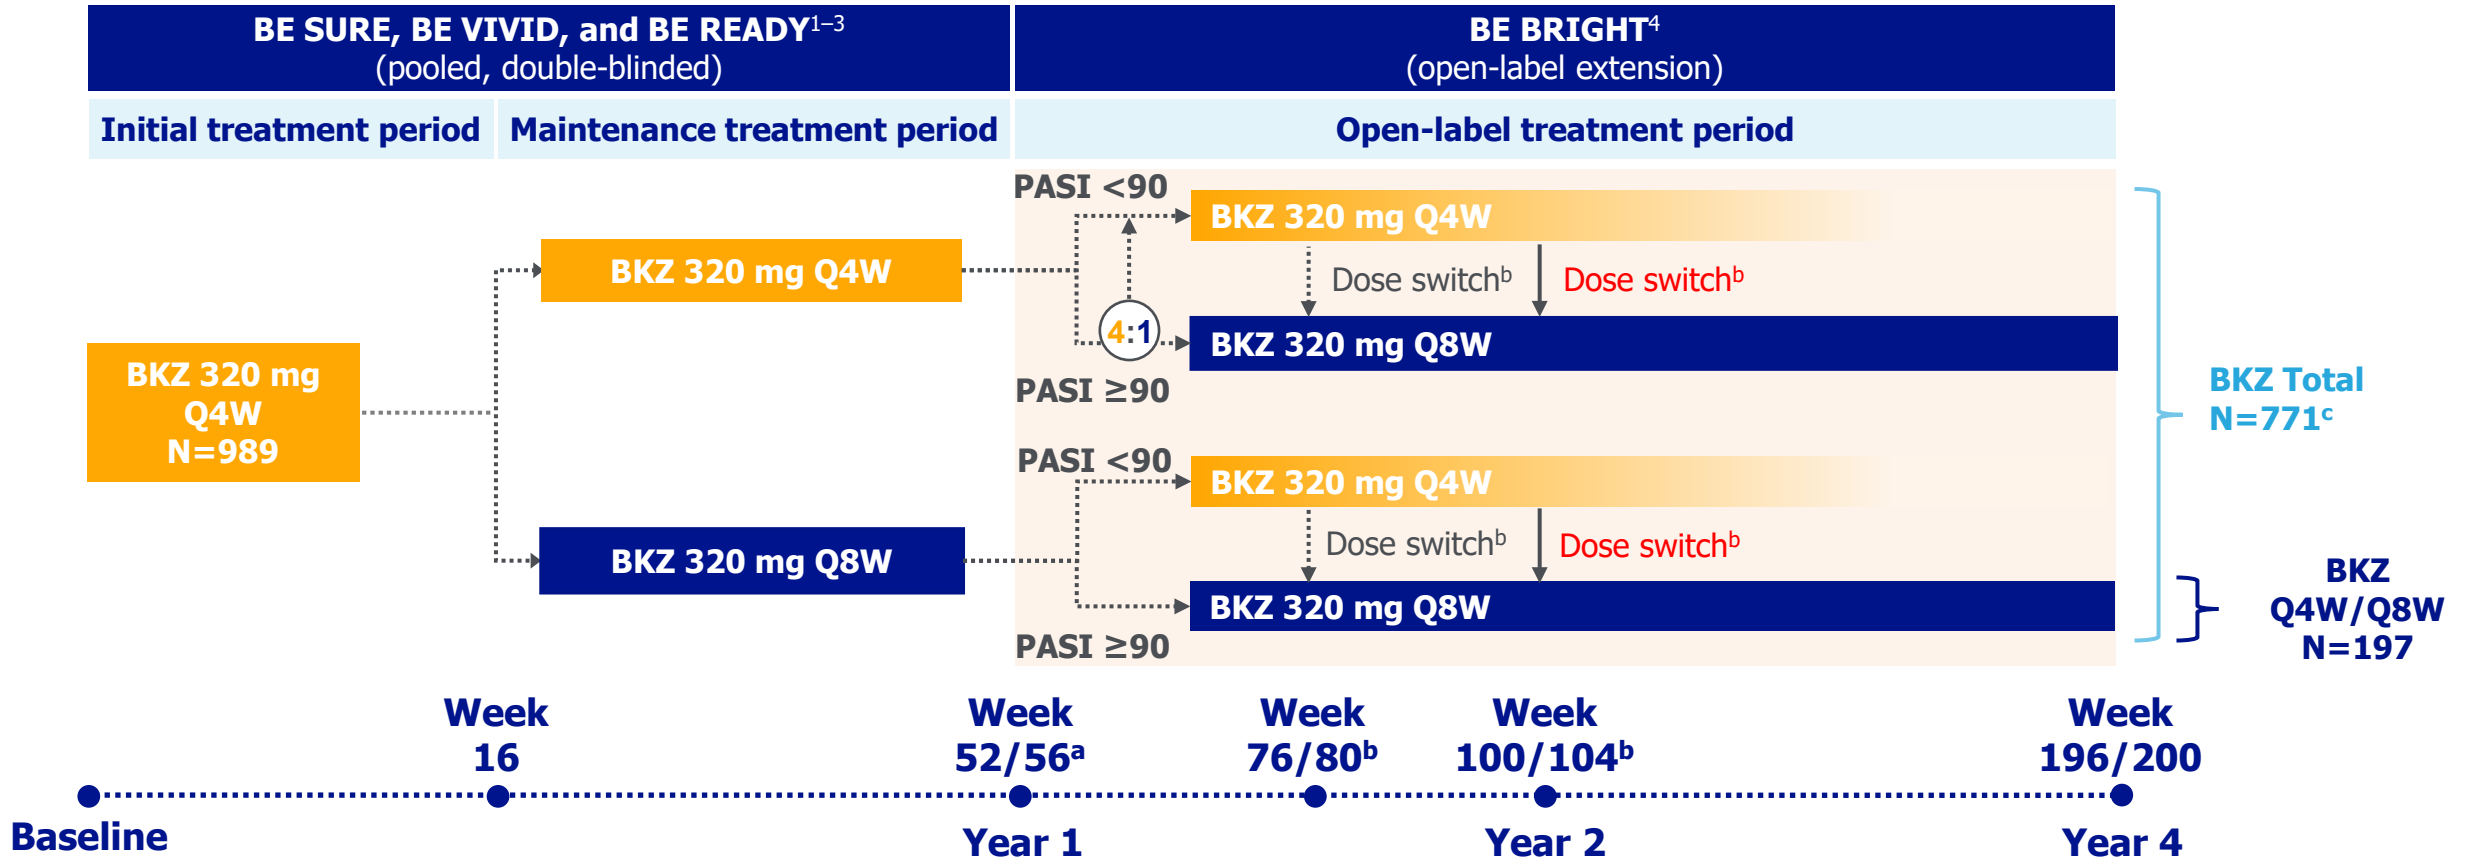 BE SURE, BE VIVID, and BE READY¹⁻³
(pooled, double-blinded)
BE BRIGHT⁴
(open-label extension)
Initial treatment period
Maintenance treatment period
Open-label treatment period
BKZ 320 mg
Q4W
N=989
BKZ 320 mg Q4W
BKZ 320 mg Q8W
PASI <90
BKZ 320 mg Q4W
Dose switchᵇ
Dose switchᵇ
4:1
BKZ 320 mg Q8W
PASI ≥90
PASI <90
BKZ 320 mg Q4W
Dose switchᵇ
Dose switchᵇ
BKZ 320 mg Q8W
PASI ≥90
BKZ Total
N=771ᶜ
BKZ
Q4W/Q8W
N=197
Week
16
Week
52/56ᵃ
Week
76/80ᵇ
Week
100/104ᵇ
Week
196/200
Baseline
Year 1
Year 2
Year 4